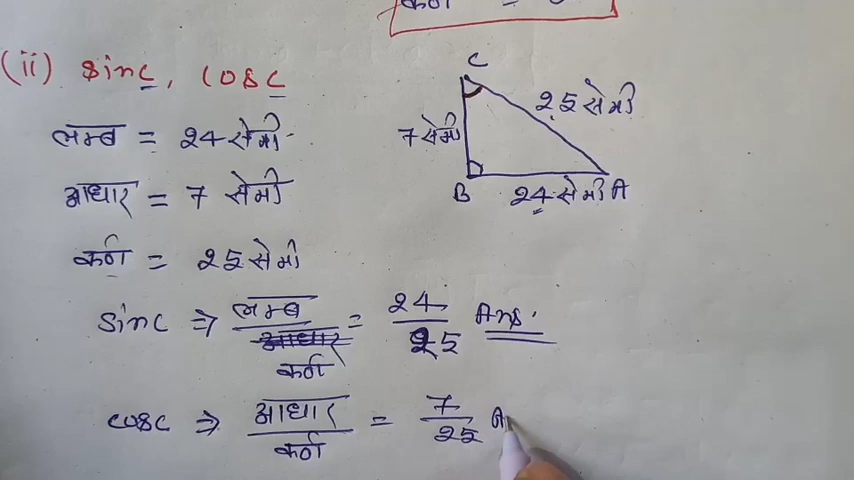 कर्ण
(ii) sinc, cosc
लम्ब = 24 सेमी
आधार = 7 सेमी
कर्ण = 25 सेमी
sinc ⇒ लम्ब / आधार कर्ण = 24 / 25 Ans.
cosc ⇒ आधार / कर्ण = 7 / 25 A
C
25 सेमी
7 सेमी
B
24 सेमी A